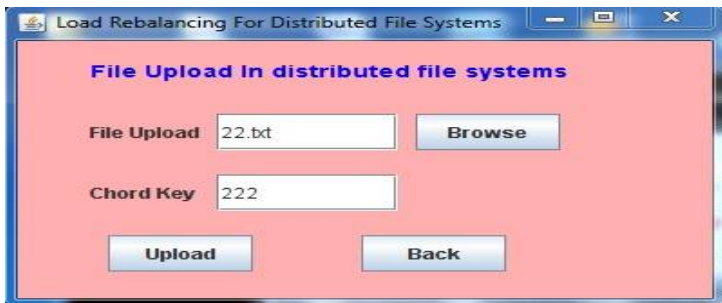 Load Rebalancing For Distributed File Systems
File Upload In distributed file systems
File Upload 22.txt Browse
Chord Key 222
Upload Back